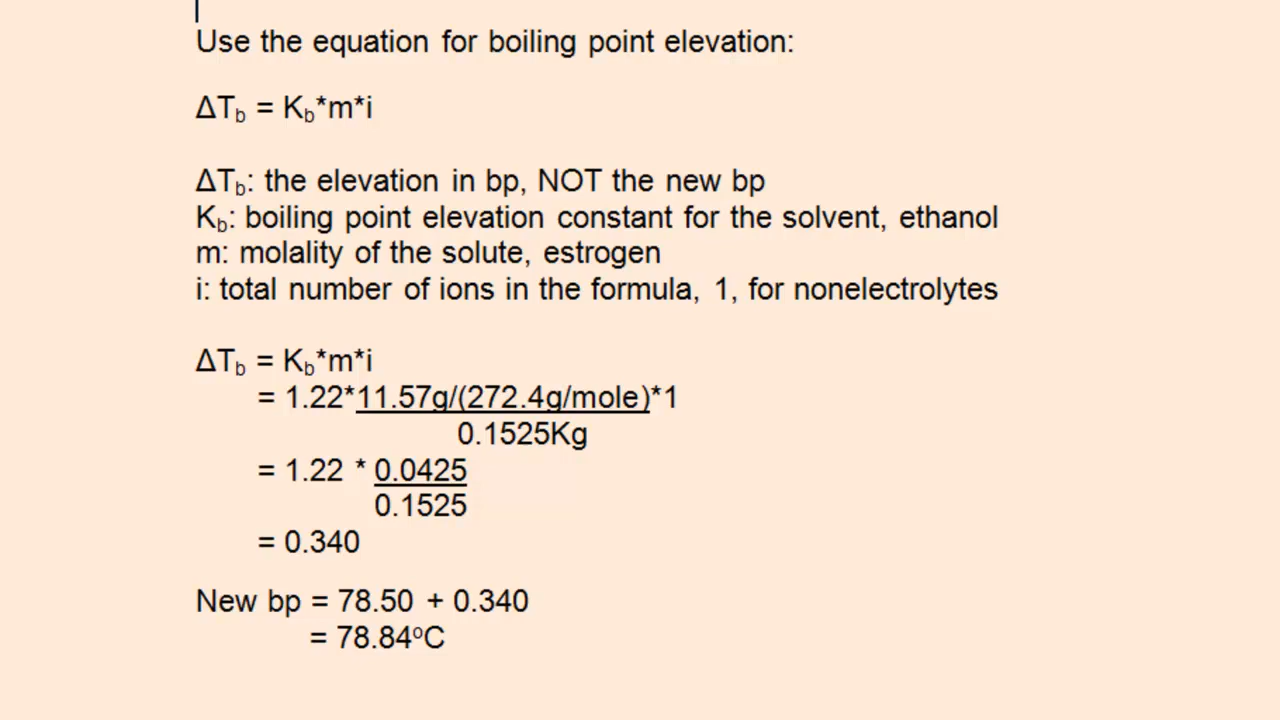 Use the equation for boiling point elevation:
ΔTb = Kb*m*i
ΔTb: the elevation in bp, NOT the new bp
Kb: boiling point elevation constant for the solvent, ethanol
m: molality of the solute, estrogen
i: total number of ions in the formula, 1, for nonelectrolytes
ΔTb = Kb*m*i
= 1.22*11.57g/(272.4g/mole)*1
0.1525Kg
= 1.22 * 0.0425
0.1525
= 0.340
New bp = 78.50 + 0.340
= 78.84ºC